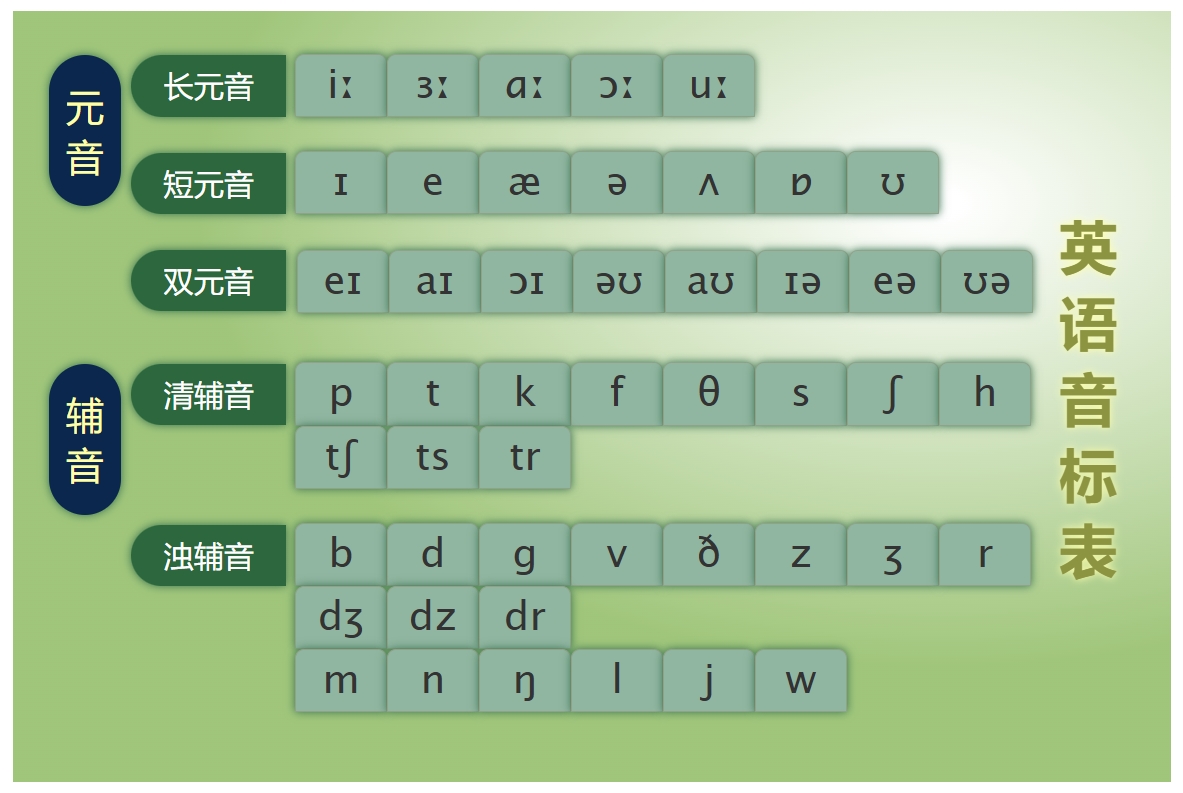 元音
长元音 iː ɜː ɑː ɔː uː
短元音 ɪ e æ ə ʌ ɒ ʊ
双元音 eɪ aɪ ɔɪ əʊ aʊ ɪə eə ʊə
辅音
清辅音 p t k f θ s ʃ h
tʃ ts tr
浊辅音 b d g v ð z ʒ r
dʒ dz dr
m n ŋ l j w
英语音标表